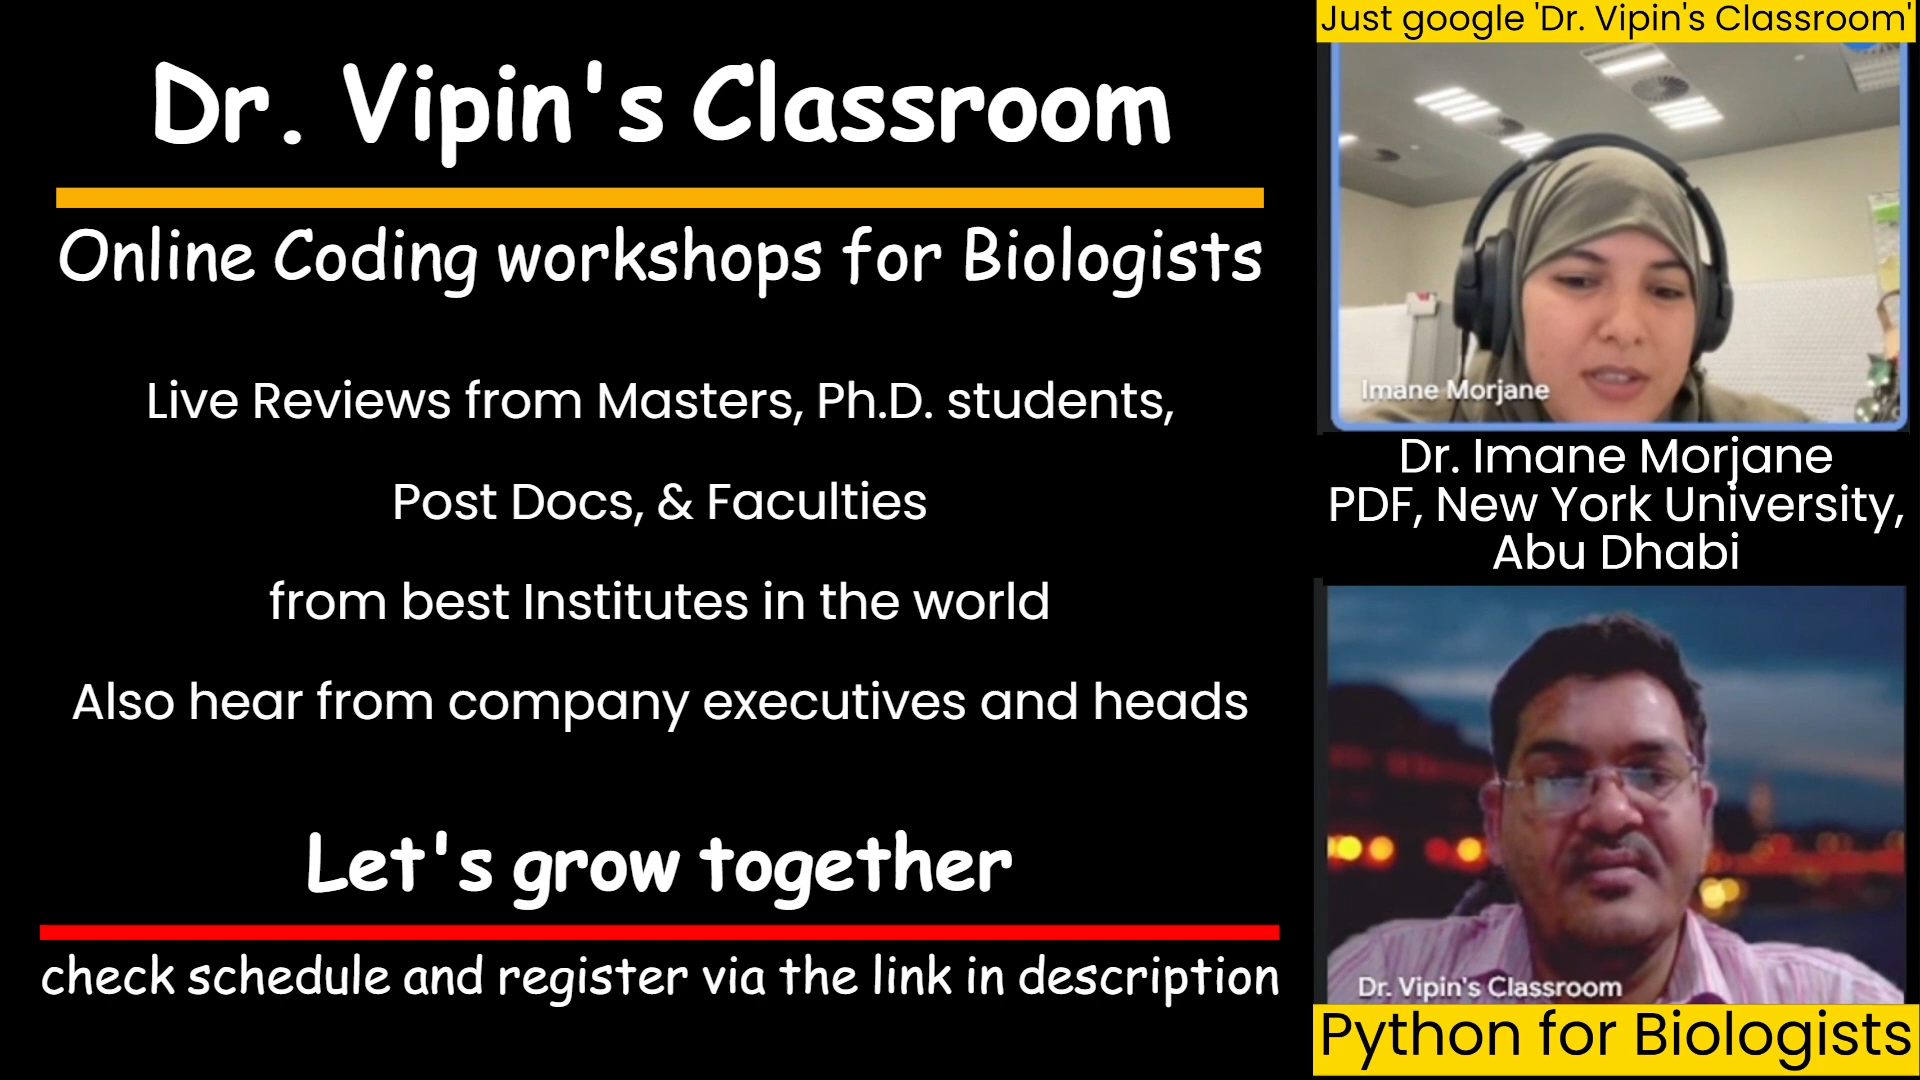 Dr. Vipin's Classroom
Online Coding workshops for Biologists
Live Reviews from Masters, Ph.D. students,
Post Docs, & Faculties
from best Institutes in the world
Also hear from company executives and heads
Let's grow together
check schedule and register via the link in description
Just google 'Dr. Vipin's Classroom'
Imane Morjane
Dr. Imane Morjane
PDF, New York University,
Abu Dhabi
Dr. Vipin's Classroom
Python for Biologists